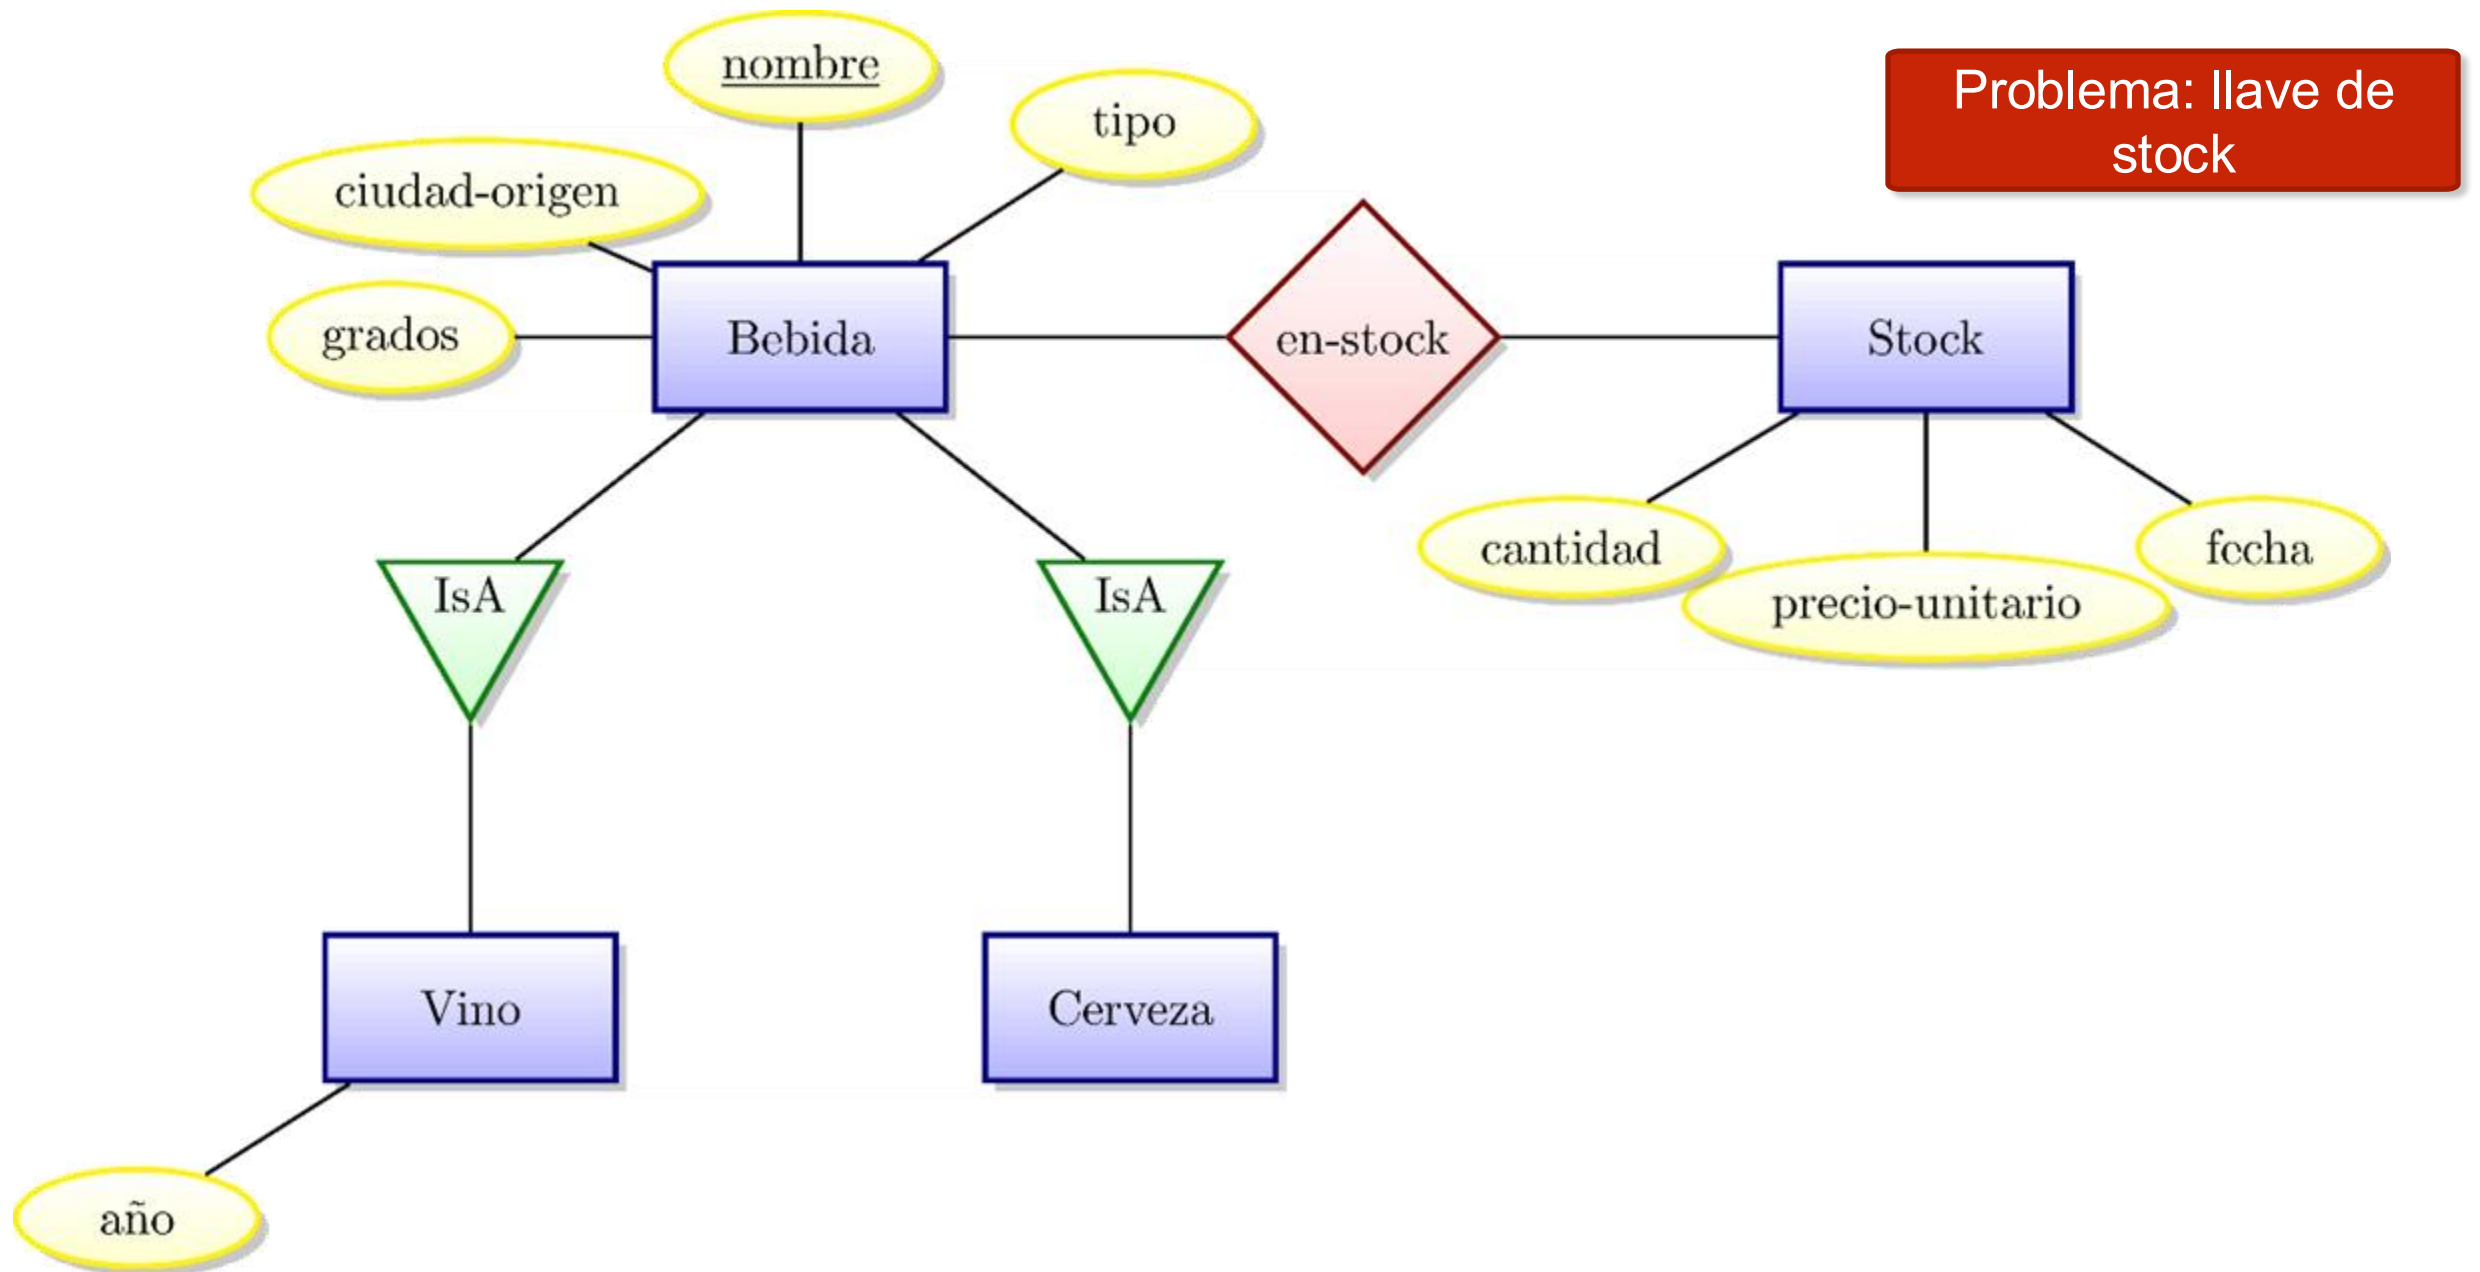 nombre
Problema: llave de
stock
tipo
ciudad-origen
grados
Bebida
en-stock
Stock
cantidad
precio-unitario
fecha
IsA
IsA
Vino
Cerveza
año